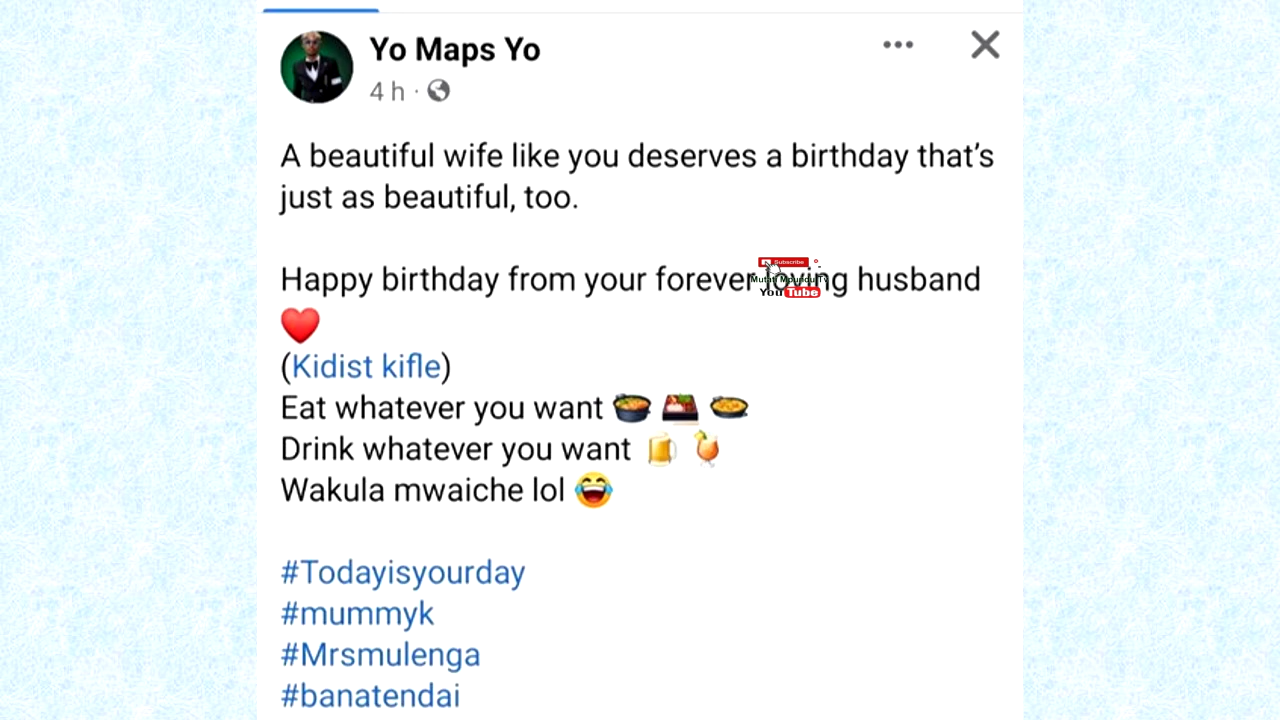 Yo Maps Yo
4 h ·
A beautiful wife like you deserves a birthday that's
just as beautiful, too.
Happy birthday from your forever loving husband
Subscribe
YouTube
(Kidist kifle)
Eat whatever you want
Drink whatever you want
Wakula mwaiche lol
#Todayisyourday
#mummyk
#Mrsmulenga
#banatendai